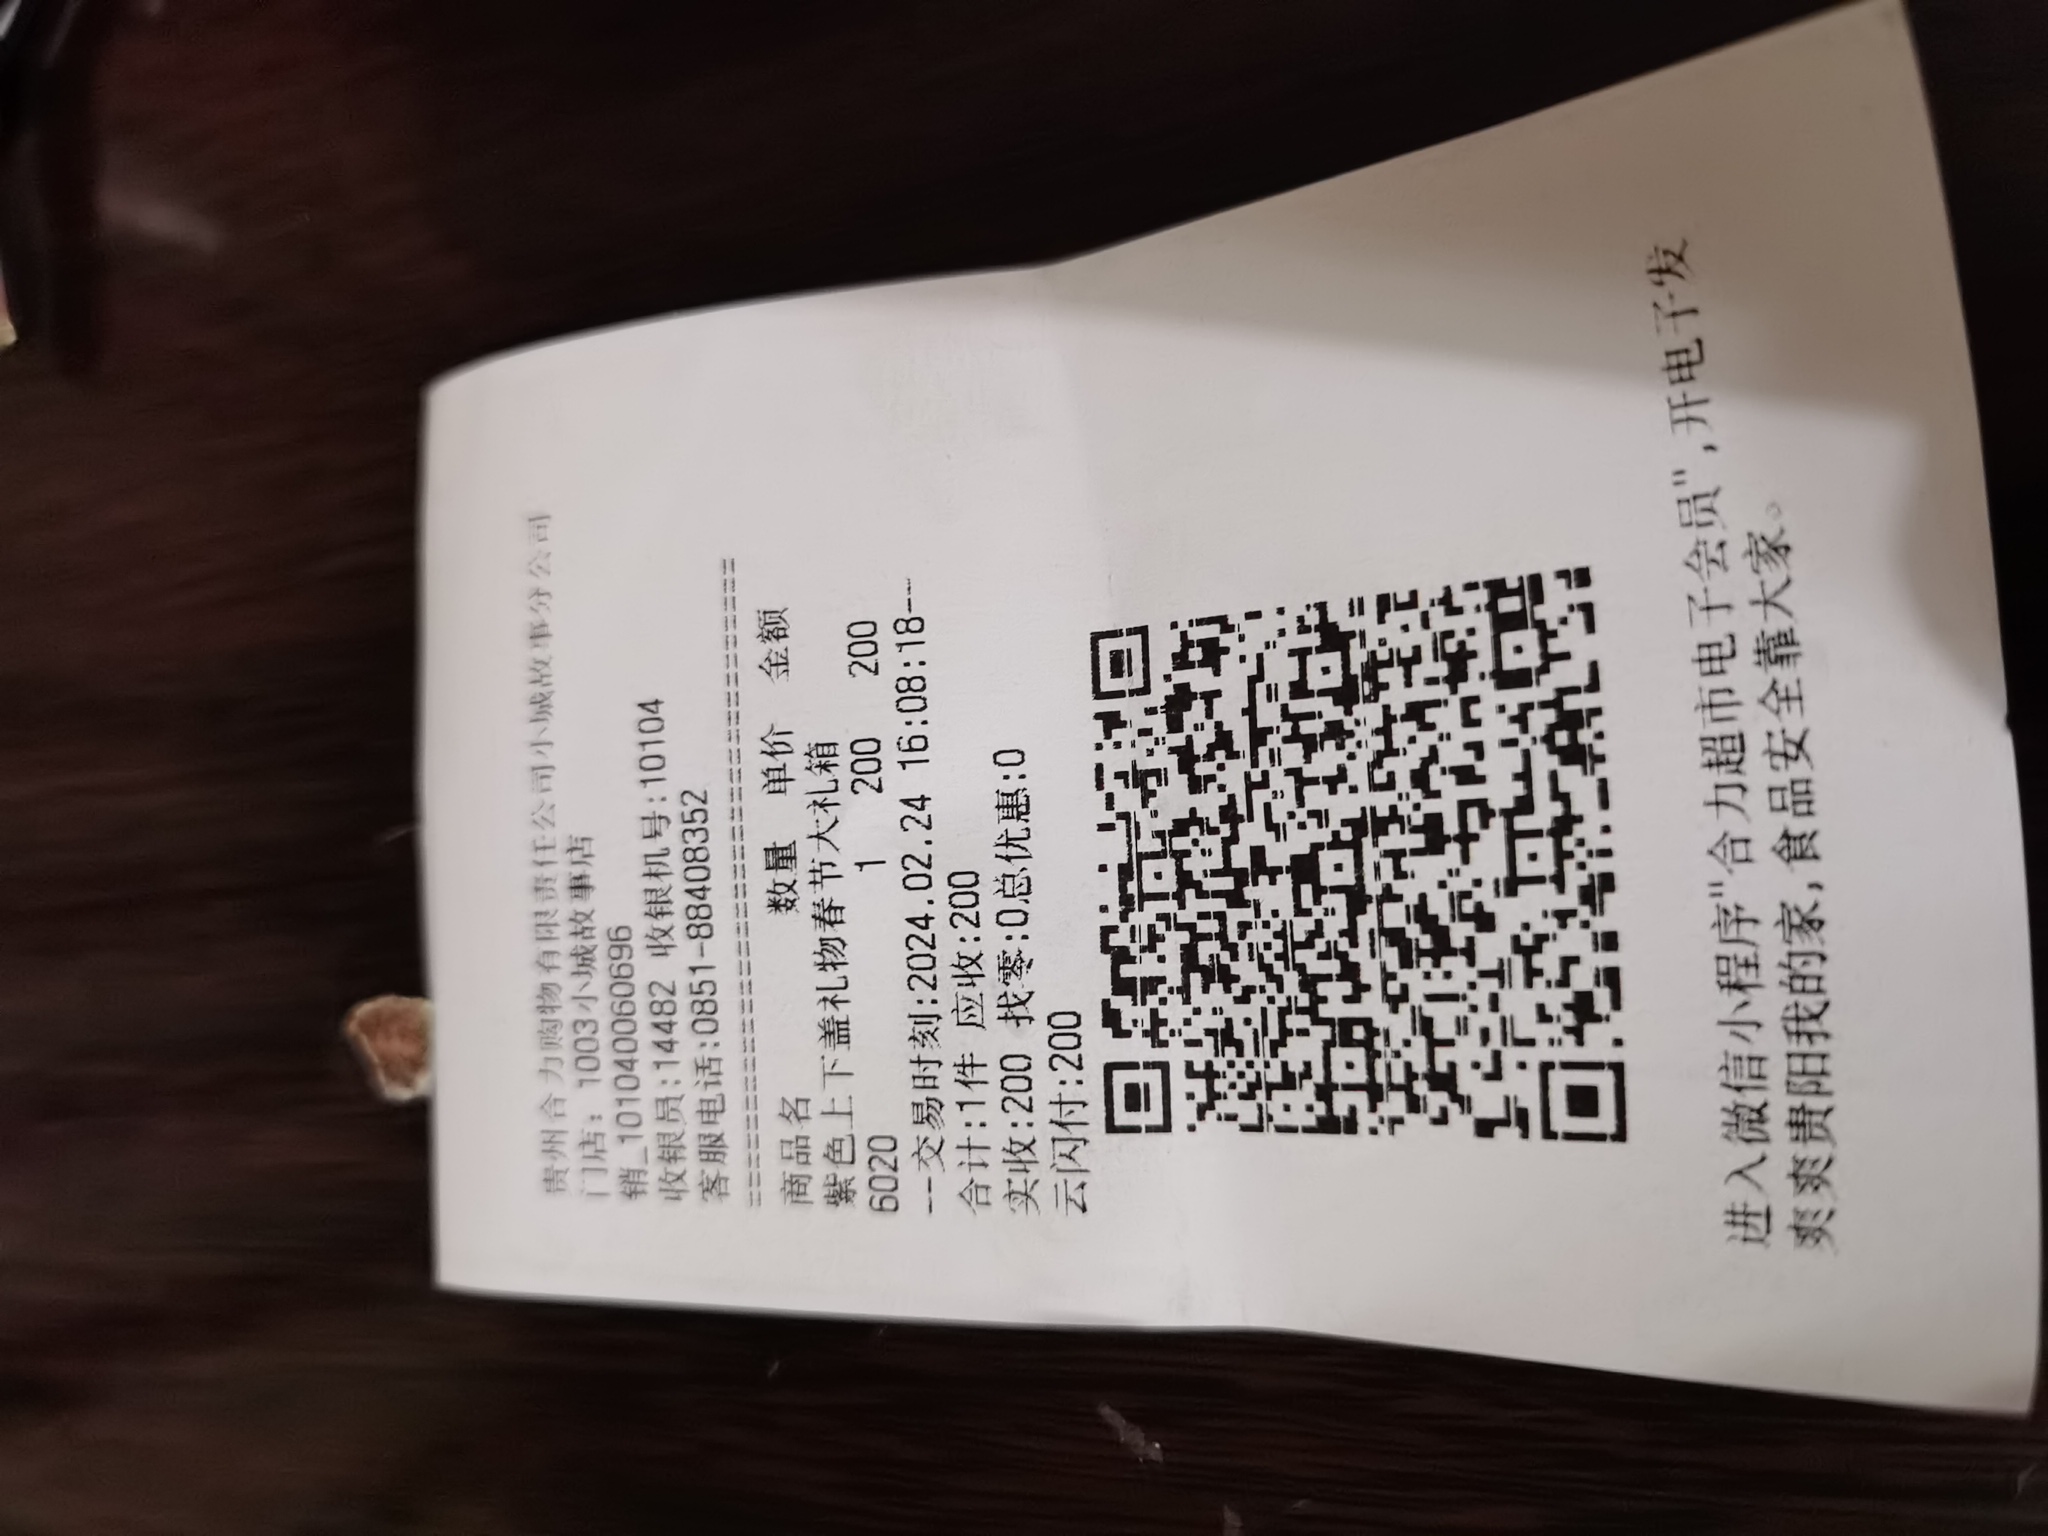 贵州合力购物有限责任公司小城故事分公司
门店：1003小城故事店
销_101040060696
收银员:14482 收银机号:10104
客服电话:0851-88408352
商品名 数量 单价 金额
紫色上下盖礼物春节大礼箱
6020 1 200 200
--交易时刻:2024.02.24 16:08:18--
合计:1件 应收:200
实收:200 找零:0总优惠:0
云闪付:200
进入微信小程序"合力超市电子会员",开电子发
爽爽贵阳我的家,食品安全靠大家。